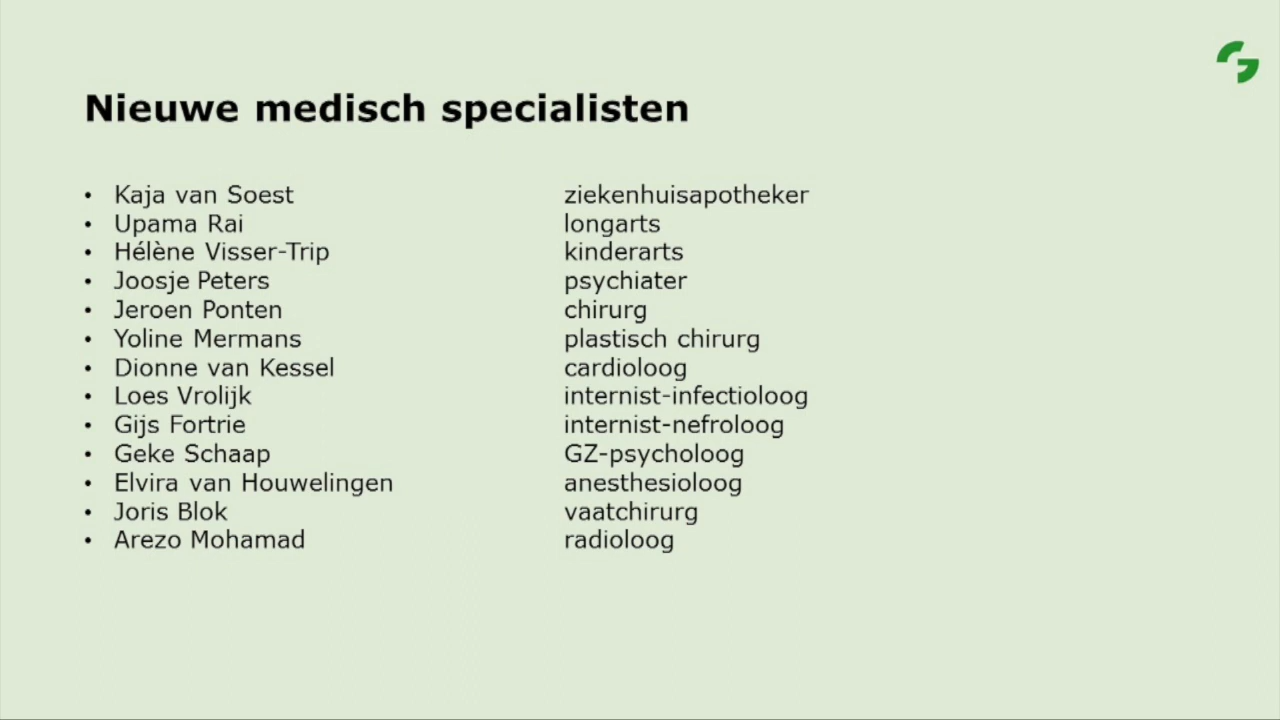 Nieuwe medisch specialisten
• Kaja van Soest ziekenhuisapotheker
• Upama Rai longarts
• Hélène Visser-Trip kinderarts
• Joosje Peters psychiater
• Jeroen Ponten chirurg
• Yoline Mermans plastisch chirurg
• Dionne van Kessel cardioloog
• Loes Vrolijk internist-infectioloog
• Gijs Fortrie internist-nefroloog
• Geke Schaap GZ-psycholoog
• Elvira van Houwelingen anesthesioloog
• Joris Blok vaatchirurg
• Arezo Mohamad radioloog